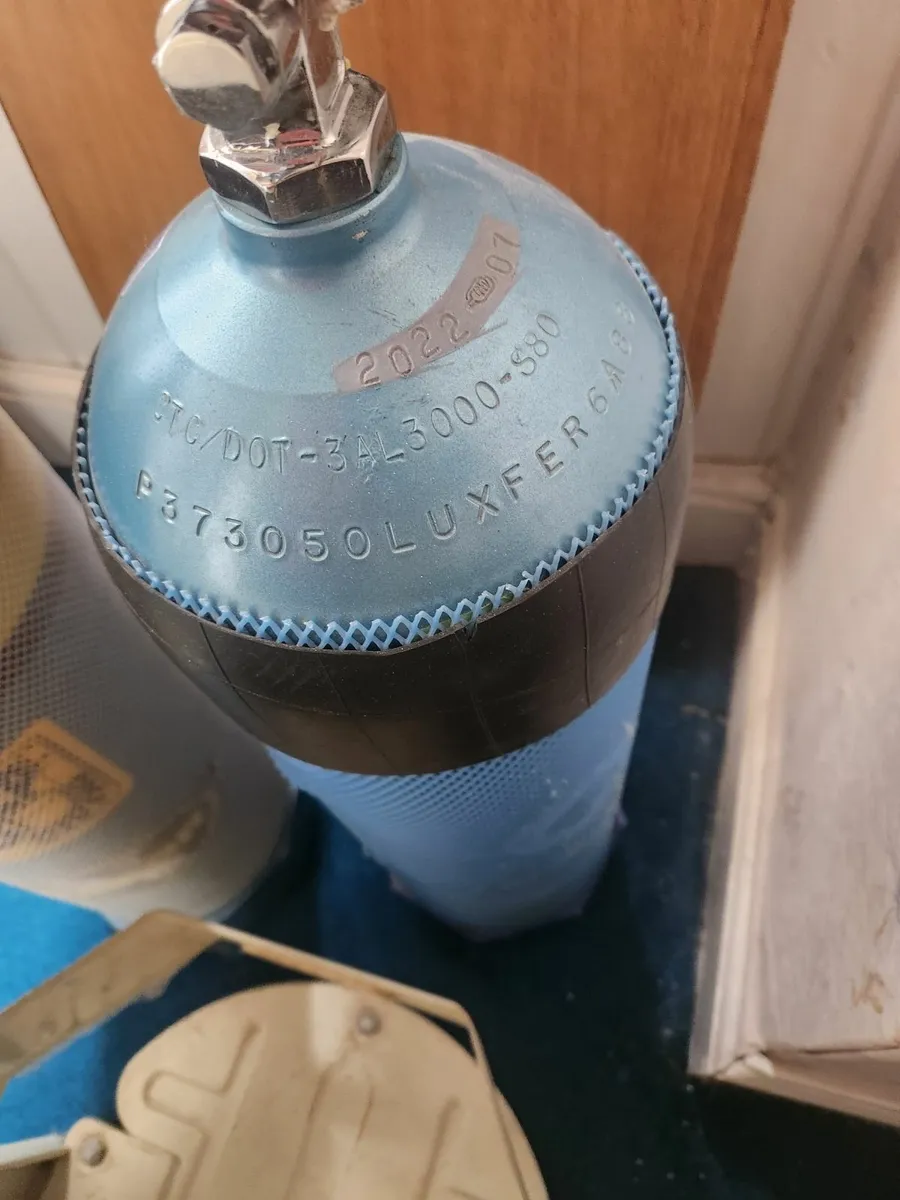 2022 07
CTC/DOT-3AL3000-S80
P373050LUXFER6A88